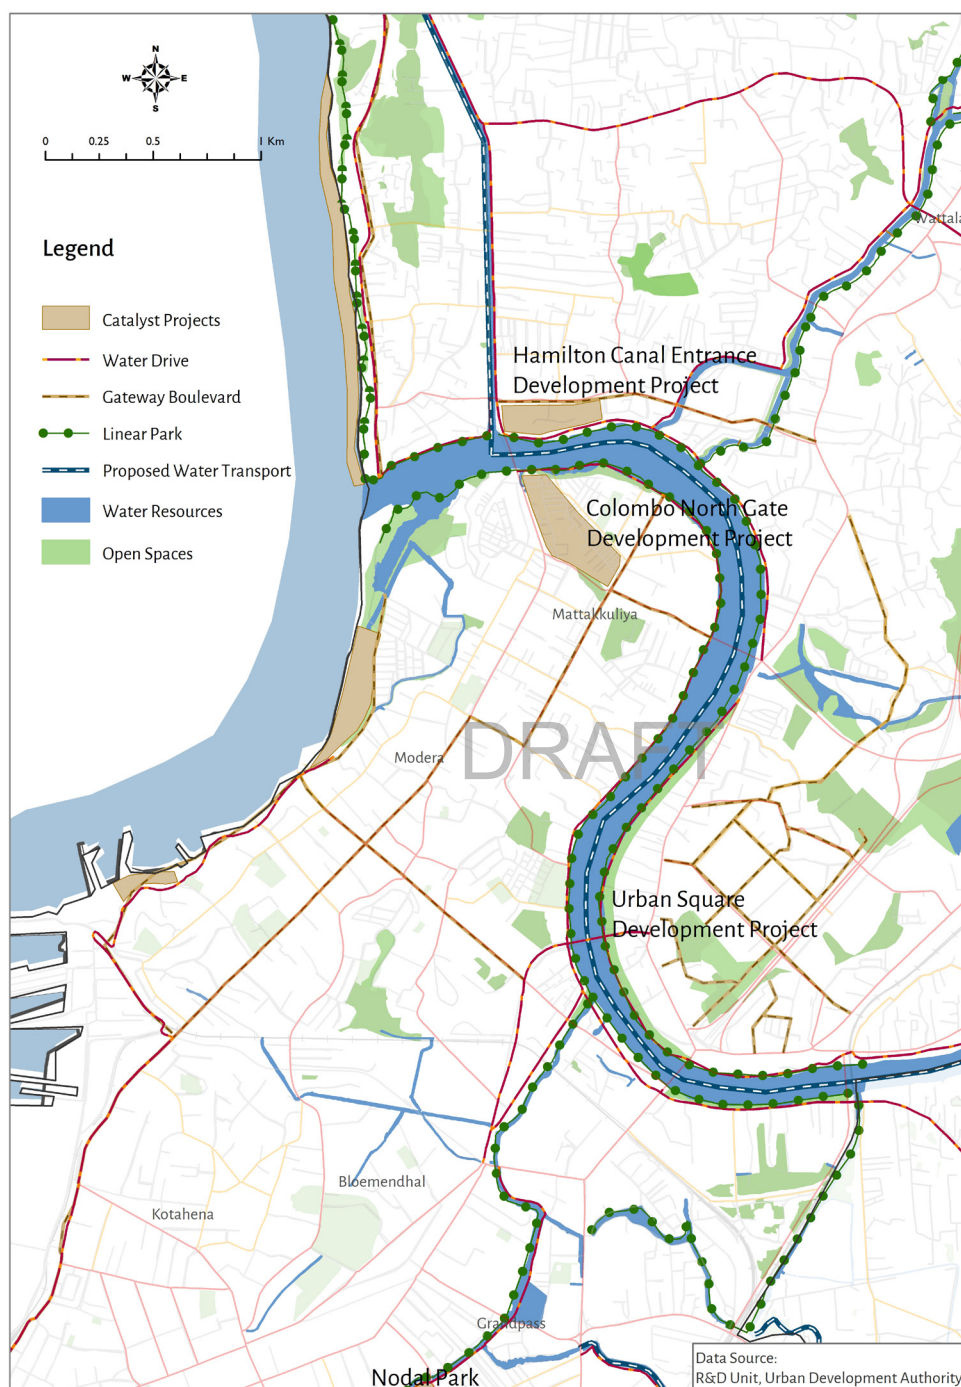 N
W E
S
0 0.25 0.5 1 Km
Legend
Catalyst Projects
Water Drive
Gateway Boulevard
Linear Park
Proposed Water Transport
Water Resources
Open Spaces
Wattala
Hamilton Canal Entrance
Development Project
Colombo North Gate
Development Project
Mattakkuliya
DRAFT
Modera
Urban Square
Development Project
Bloemendhal
Kotahena
Grandpass
Nodal Park
Data Source:
R&D Unit, Urban Development Authority